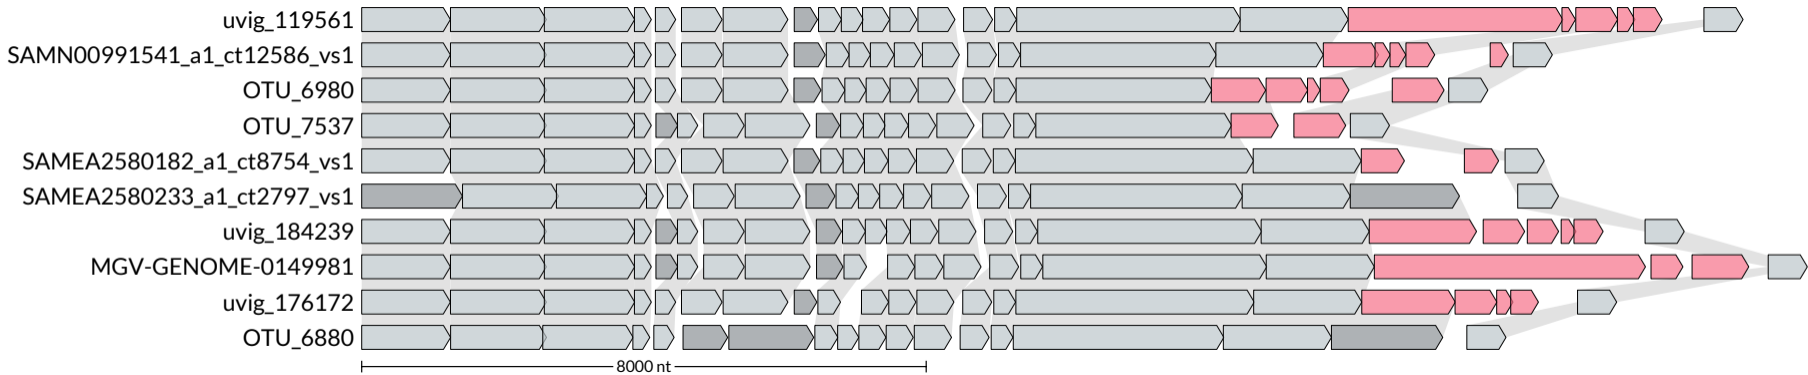 uvig_119561
SAMN00991541_a1_ct12586_vs1
OTU_6980
OTU_7537
SAMEA2580182_a1_ct8754_vs1
SAMEA2580233_a1_ct2797_vs1
uvig_184239
MGV-GENOME-0149981
uvig_176172
OTU_6880
8000 nt